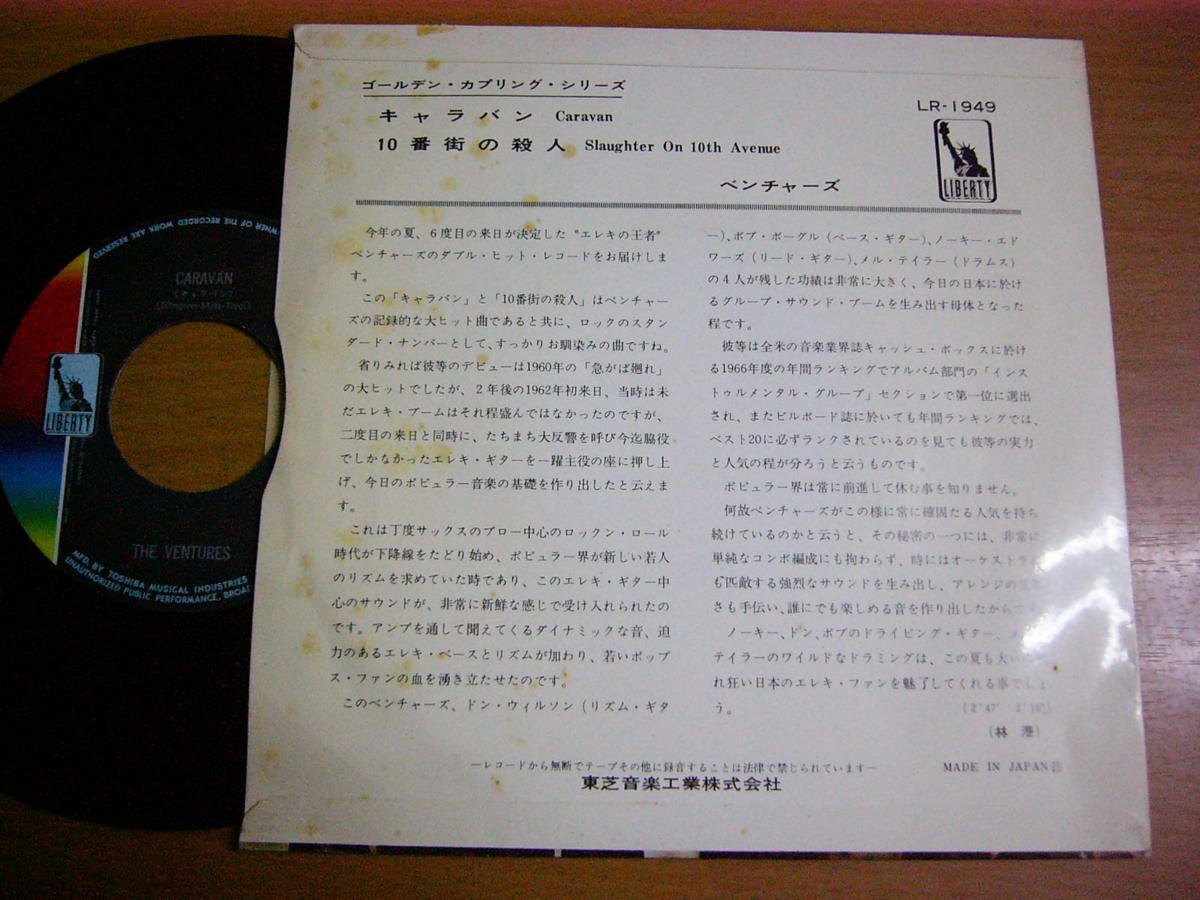 ゴールデン・カプリング・シリーズ
キャラバン Caravan
10番街の殺人 Slaughter On 10th Avenue
ベンチャーズ
LR-1949
LIBERTY
今年の夏、6度目の来日が決定した“エレキの王者”
ベンチャーズのダブル・ヒット・レコードをお届けしま
す。
この「キャラバン」と「10番街の殺人」はベンチャー
ズの記録的な大ヒット曲であると共に、ロックのスタン
ダード・ナンバーとして、すっかりお馴染みの曲ですね。
省りみれば彼等のデビューは1960年の「急がば廻れ」
の大ヒットでしたが、2年後の1962年初来日、当時は未
だエレキ・ブームはそれ程盛んではなかったのですが、
二度目の来日と同時に、たちまち大反響を呼び今迄脇役
でしかなかったエレキ・ギターを一躍主役の座に押し上
げ、今日のポピュラー音楽の基礎を作り出したと云えま
す。
これは丁度サックスのブロー中心のロックン・ロール
時代が下降線をたどり始め、ポピュラー界が新しい若人
のリズムを求めていた時であり、このエレキ・ギター中
心のサウンドが、非常に新鮮な感じで受け入れられたの
です。アンプを通して聞えてくるダイナミックな音、迫
力のあるエレキ・ベースとリズムが加わり、若いポップ
ス・ファンの血を湧き立たせたのです。
このベンチャーズ、ドン・ウィルソン(リズム・ギタ
ー)、ボブ・ボーグル(ベース・ギター)、ノーキー・エド
ワーズ(リード・ギター)、メル・テイラー(ドラムス)
の4人が残した功績は非常に大きく、今日の日本に於け
るグループ・サウンド・ブームを生み出す母体となった
程です。
彼等は全米の音楽業界誌キャッシュ・ボックスに於け
る1966年度の年間ランキングでアルバム部門の「インス
トゥルメンタル・グループ」セクションで第一位に選出
され、またビルボード誌に於いても年間ランキングでは、
ベスト20に必ずランクされているのを見ても彼等の実力
と人気の程が分ろうと云うものです。
ポピュラー界は常に前進して休む事を知りません。
何故ベンチャーズがこの様に常に確固たる人気を持ち
続けているのかと云うと、その秘密の一つには、非常に
単純なコンボ編成にも拘わらず、時にはオーケストラに
も匹敵する強烈なサウンドを生み出し、アレンジの
さも手伝い、誰にでも楽しめる音を作り出したから
ノーキー、ドン、ボブのドライビング・ギター、メル
テイラーのワイルドなドラミングは、この夏も大い
れ狂い日本のエレキ・ファンを魅了してくれる事でしょ
う。
(2'47"
(林 港)
—レコードから無断でテープその他に録音することは法律で禁じられています—
東芝音楽工業株式会社
MADE IN JAPAN
WNER OF THE RECORDED WORK ARE RESERVED
CARAVAN
(キャラバン)
(Ellington-Mills-Tizol)
LIBERTY
THE VENTURES
MFD. BY TOSHIBA MUSICAL INDUSTRIES
UNAUTHORIZED PUBLIC PERFORMANCE, BROA